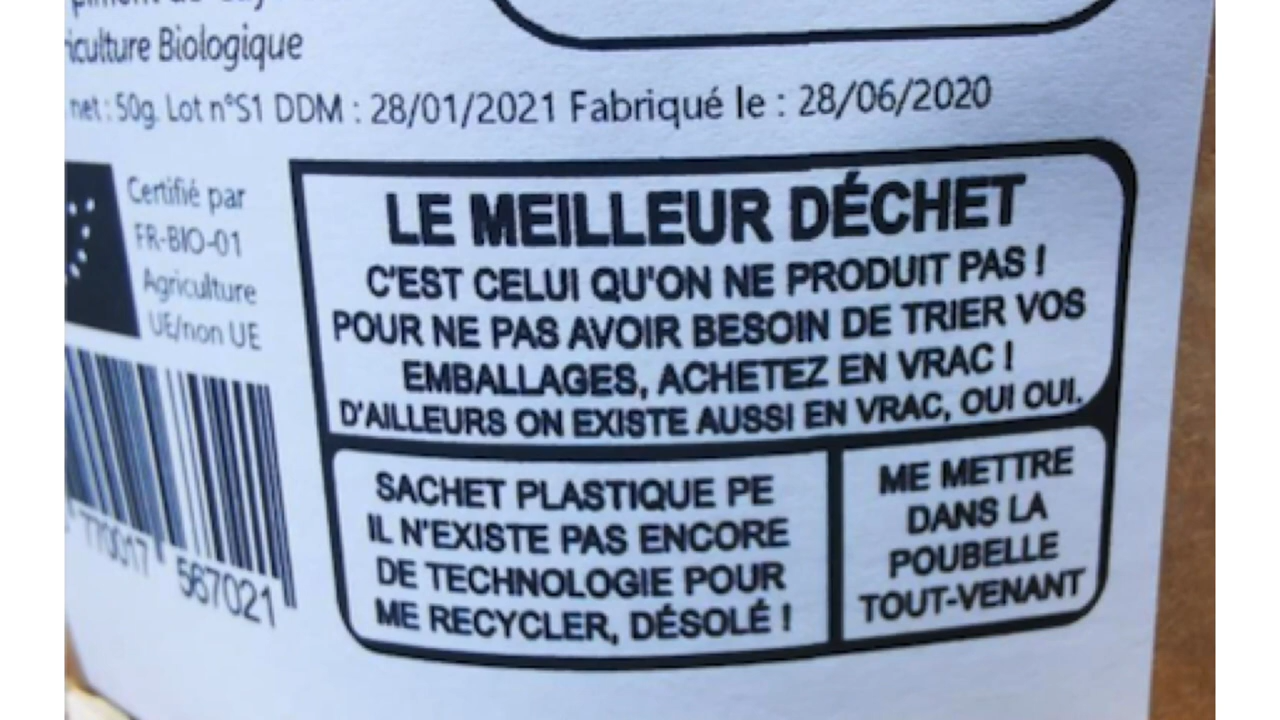 iculture Biologique
net : 50g. Lot n°S1 DDM : 28/01/2021 Fabriqué le : 28/06/2020
Certifié par
FR-BIO-01
Agriculture
UE/non UE
770017 567021
LE MEILLEUR DÉCHET
C'EST CELUI QU'ON NE PRODUIT PAS !
POUR NE PAS AVOIR BESOIN DE TRIER VOS
EMBALLAGES, ACHETEZ EN VRAC !
D'AILLEURS ON EXISTE AUSSI EN VRAC, OUI OUI.
SACHET PLASTIQUE PE
IL N'EXISTE PAS ENCORE
DE TECHNOLOGIE POUR
ME RECYCLER, DÉSOLÉ !
ME METTRE
DANS LA
POUBELLE
TOUT-VENANT